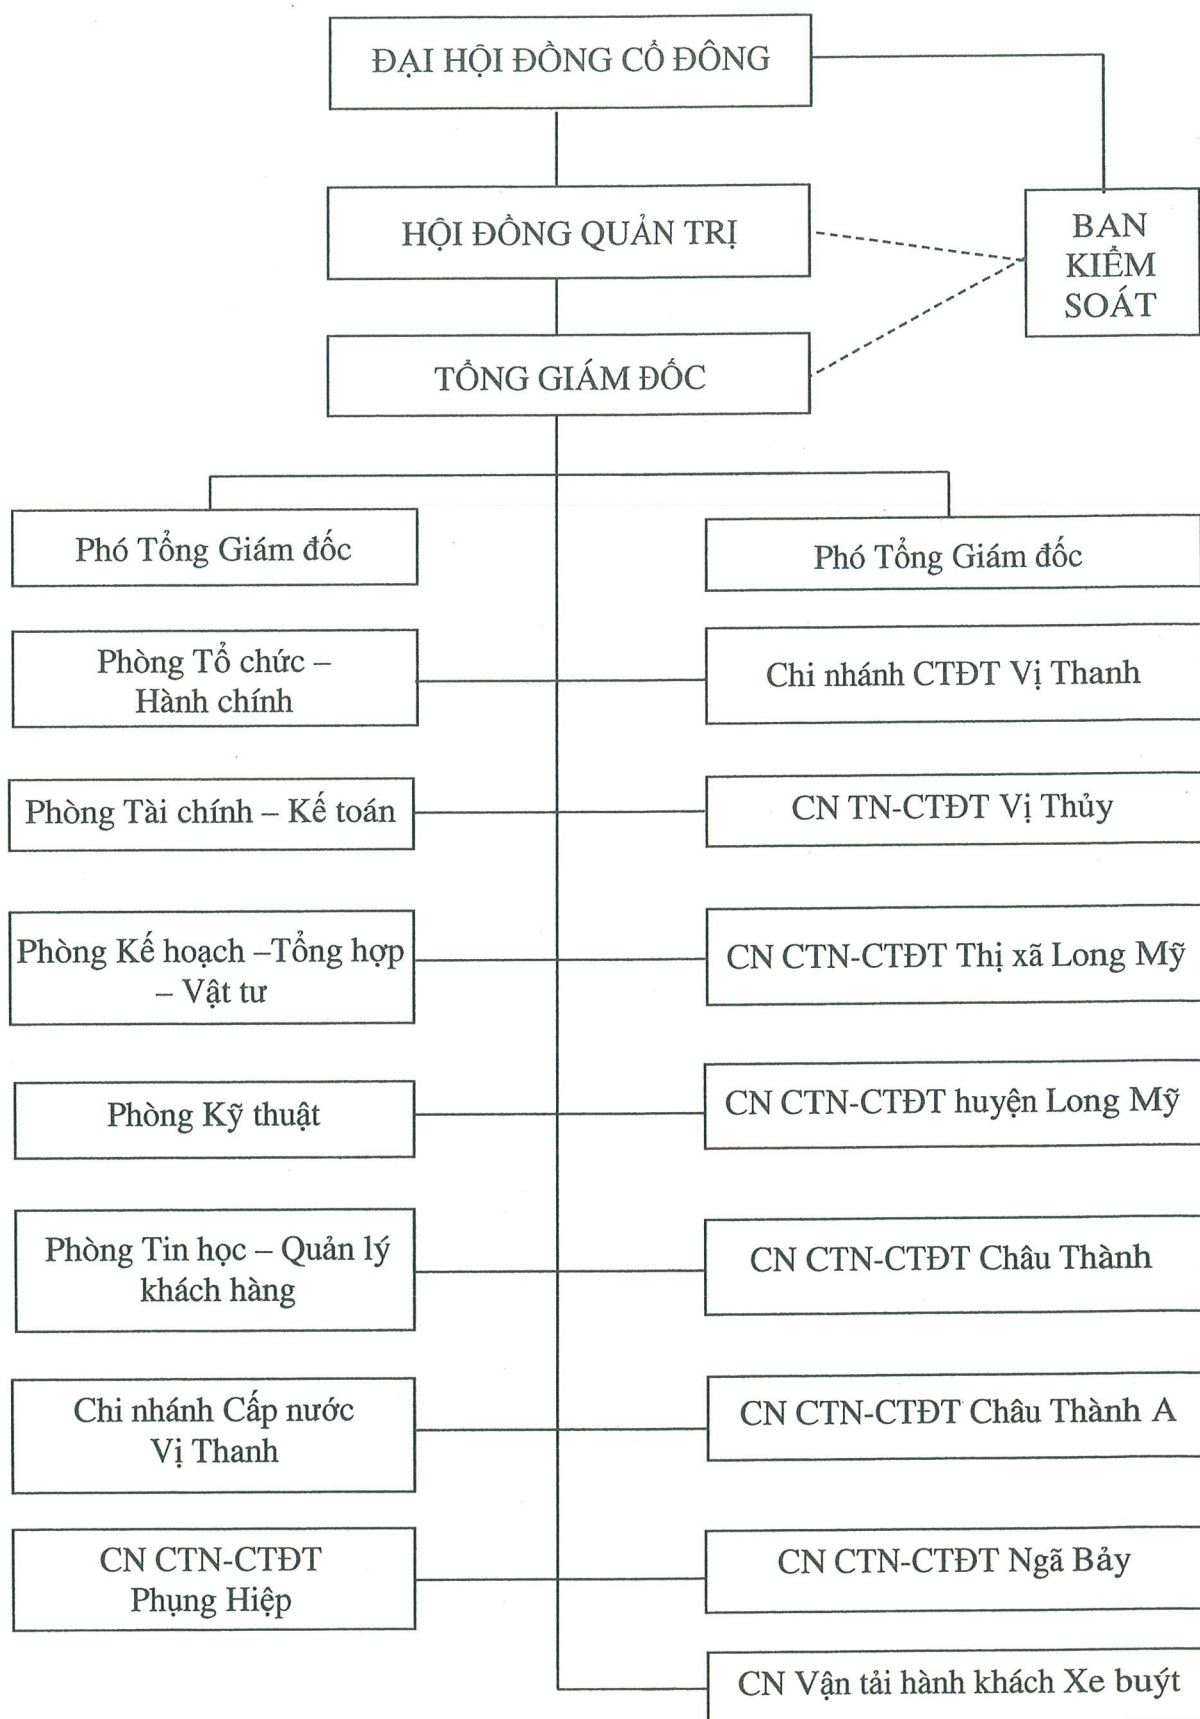 ĐẠI HỘI ĐỒNG CỔ ĐÔNG
HỘI ĐỒNG QUẢN TRỊ
BAN
KIỂM
SOÁT
TỔNG GIÁM ĐỐC
Phó Tổng Giám đốc
Phó Tổng Giám đốc
Phòng Tổ chức –
Hành chính
Chi nhánh CTĐT Vị Thanh
Phòng Tài chính – Kế toán
CN TN-CTĐT Vị Thủy
Phòng Kế hoạch –Tổng hợp
– Vật tư
CN CTN-CTĐT Thị xã Long Mỹ
Phòng Kỹ thuật
CN CTN-CTĐT huyện Long Mỹ
Phòng Tin học – Quản lý
khách hàng
CN CTN-CTĐT Châu Thành
Chi nhánh Cấp nước
Vị Thanh
CN CTN-CTĐT Châu Thành A
CN CTN-CTĐT
Phụng Hiệp
CN CTN-CTĐT Ngã Bảy
CN Vận tải hành khách Xe buýt